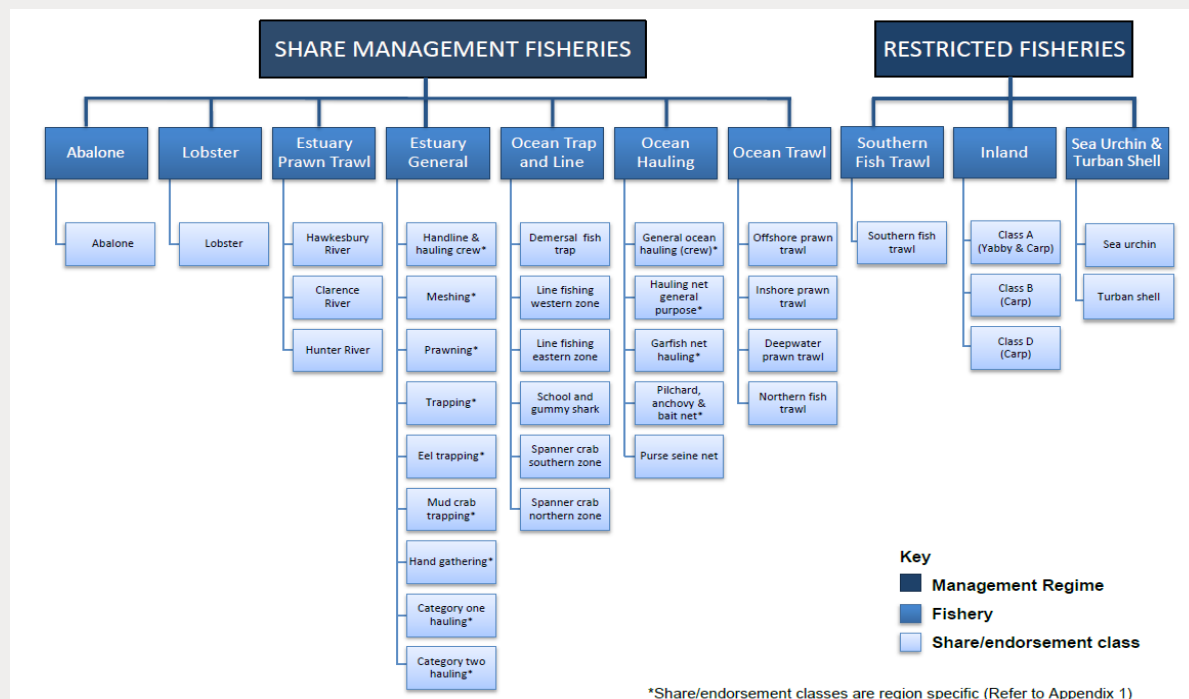 SHARE MANAGEMENT FISHERIES
RESTRICTED FISHERIES
Abalone
Lobster
Estuary
Prawn Trawl
Estuary
General
Ocean Trap
and Line
Ocean
Hauling
Ocean Trawl
Southern
Fish Trawl
Inland
Sea Urchin &
Turban Shell
Abalone
Lobster
Hawkesbury
River
Clarence
River
Hunter River
Handline &
hauling crew*
Meshing*
Prawning*
Trapping*
Eel trapping*
Mud crab
trapping*
Hand gathering*
Category one
hauling*
Category two
hauling*
Demersal fish
trap
Line fishing
western zone
Line fishing
eastern zone
School and
gummy shark
Spanner crab
southern zone
Spanner crab
northern zone
General ocean
hauling (crew)*
Hauling net
general
purpose*
Garfish net
hauling*
Pilchard,
anchovy &
bait net*
Purse seine net
Offshore prawn
trawl
Inshore prawn
trawl
Deepwater
prawn trawl
Northern fish
trawl
Southern fish
trawl
Class A
(Yabby & Carp)
Class B
(Carp)
Class D
(Carp)
Sea urchin
Turban shell
Key
Management Regime
Fishery
Share/endorsement class
*Share/endorsement classes are region specific (Refer to Appendix 1)